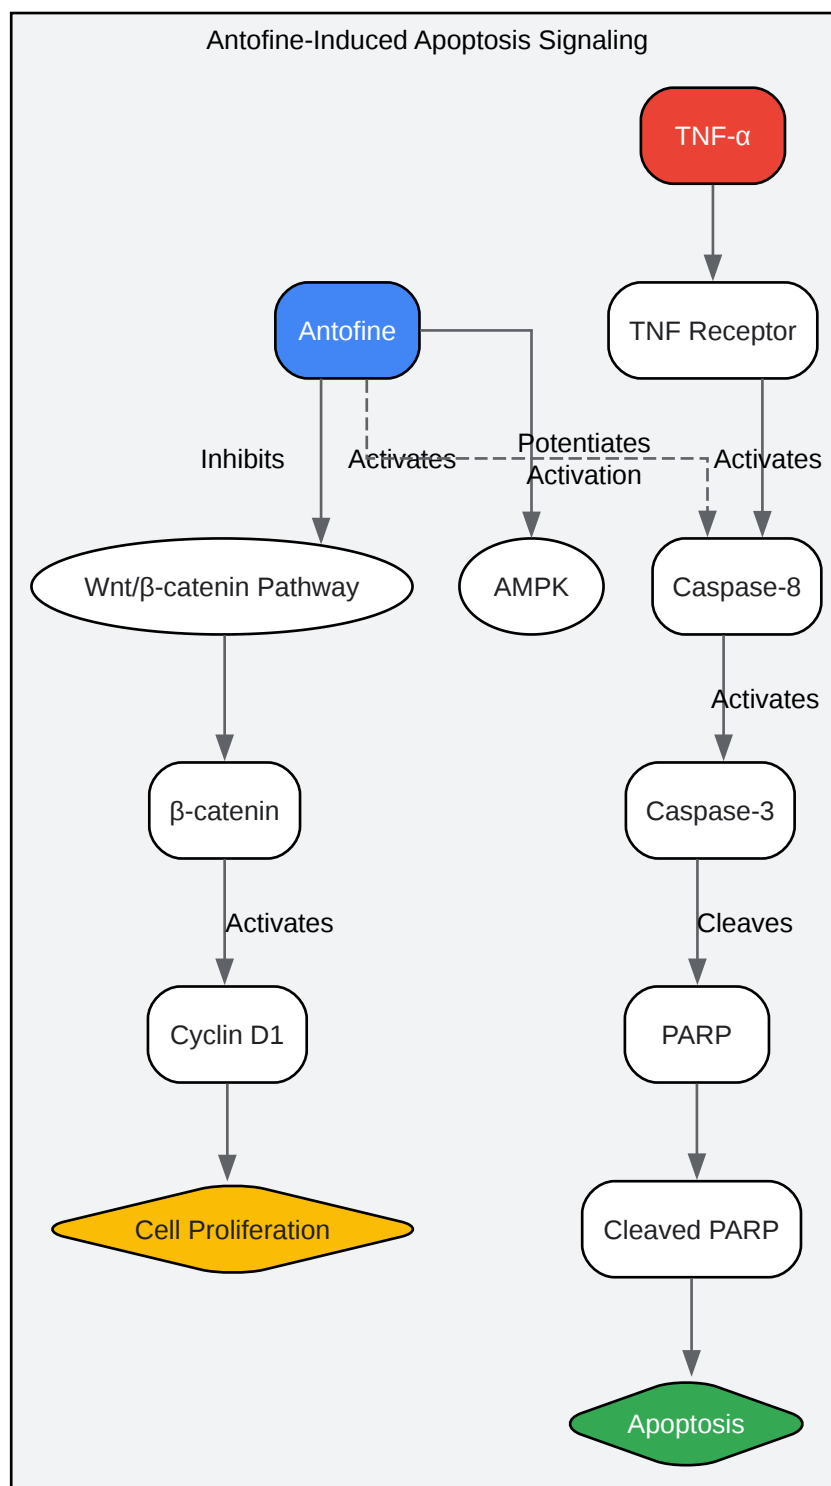 Antofine-Induced Apoptosis Signaling
TNF-α
Antofine
TNF Receptor
Inhibits
Activates
Potentiates
Activation
Activates
Wnt/β-catenin Pathway
AMPK
Caspase-8
Activates
β-catenin
Caspase-3
Activates
Cleaves
Cyclin D1
PARP
Cell Proliferation
Cleaved PARP
Apoptosis